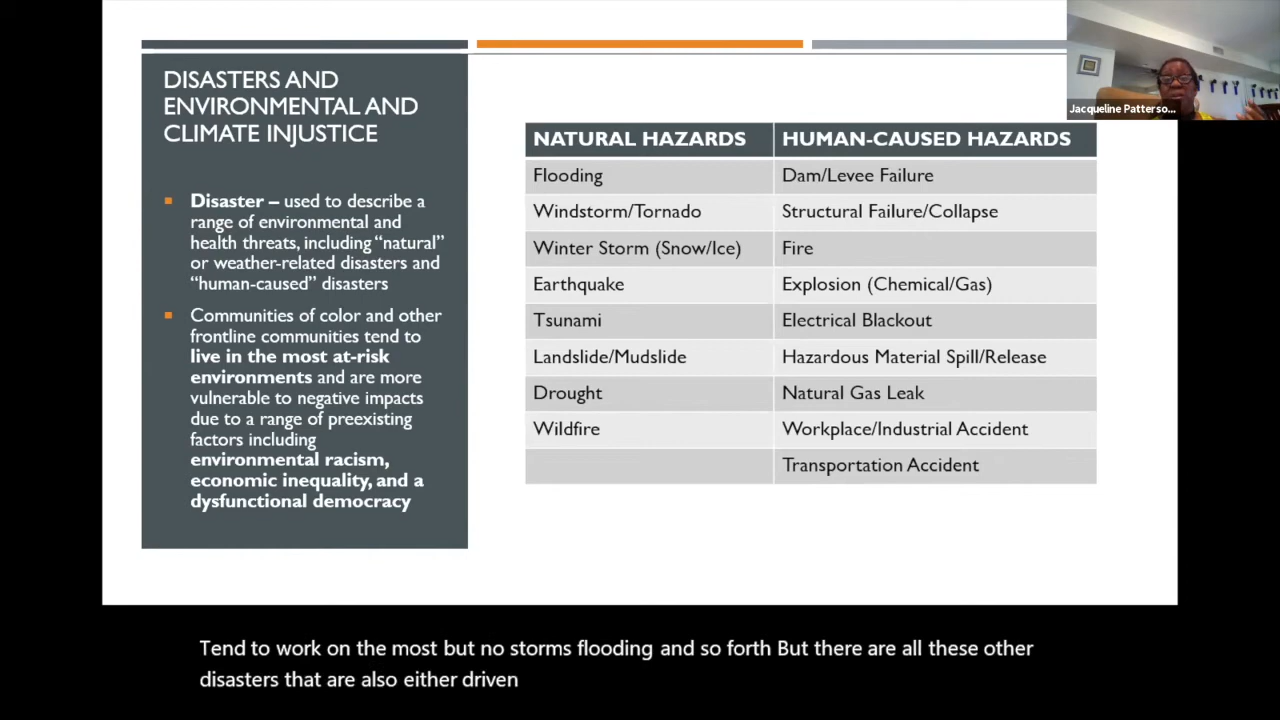 DISASTERS AND
ENVIRONMENTAL AND
CLIMATE INJUSTICE
Disaster – used to describe a
range of environmental and
health threats, including “natural”
or weather-related disasters and
“human-caused” disasters
Communities of color and other
frontline communities tend to
live in the most at-risk
environments and are more
vulnerable to negative impacts
due to a range of preexisting
factors including
environmental racism,
economic inequality, and a
dysfunctional democracy
NATURAL HAZARDS HUMAN-CAUSED HAZARDS
Flooding Dam/Levee Failure
Windstorm/Tornado Structural Failure/Collapse
Winter Storm (Snow/Ice) Fire
Earthquake Explosion (Chemical/Gas)
Tsunami Electrical Blackout
Landslide/Mudslide Hazardous Material Spill/Release
Drought Natural Gas Leak
Wildfire Workplace/Industrial Accident
Transportation Accident
Jacqueline Patterso...
Tend to work on the most but no storms flooding and so forth But there are all these other
disasters that are also either driven